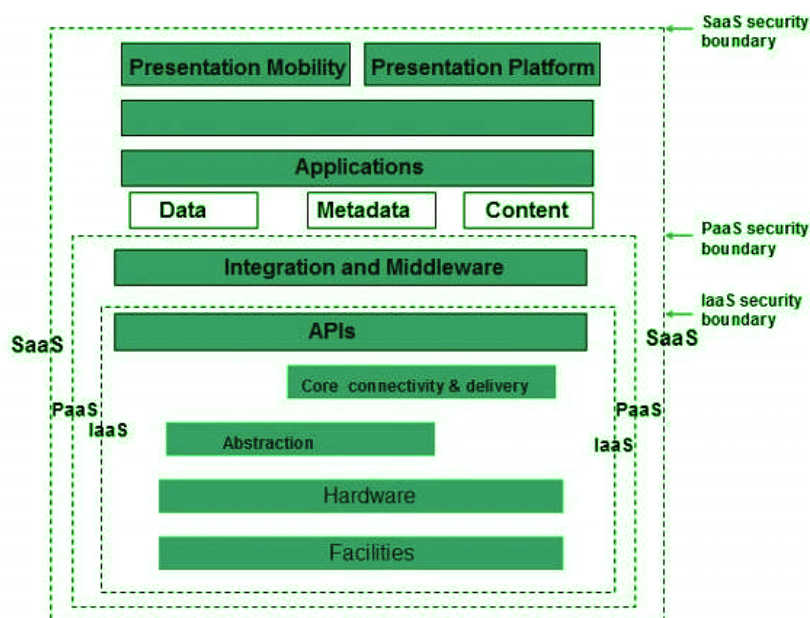 SaaS security
boundary
Presentation Mobility
Presentation Platform
Applications
Data
Metadata
Content
PaaS security
boundary
Integration and Middleware
IaaS security
boundary
APIs
SaaS
SaaS
Core connectivity & delivery
PaaS
PaaS
IaaS
Abstraction
IaaS
Hardware
Facilities